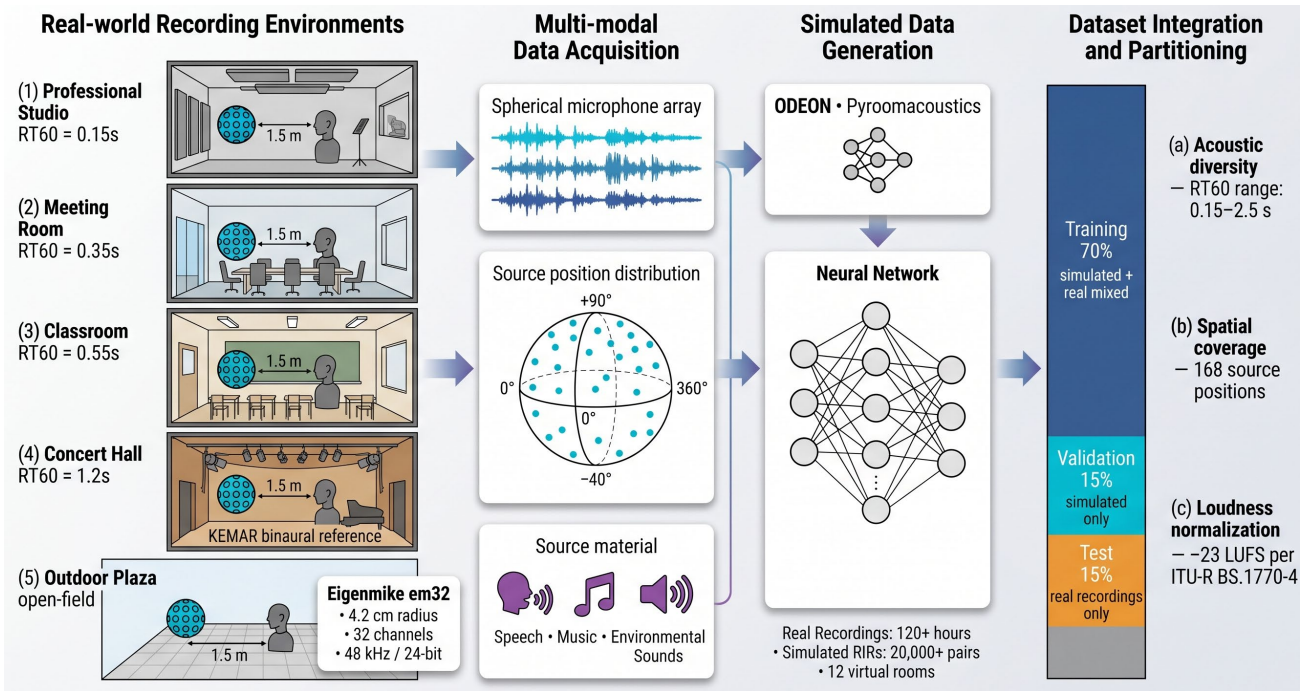 Real-world Recording Environments
(1) Professional
Studio
RT60 = 0.15s
1.5 m
(2) Meeting
Room
RT60 = 0.35s
1.5 m
(3) Classroom
RT60 = 0.55s
1.5 m
(4) Concert Hall
RT60 = 1.2s
1.5 m
KEMAR binaural reference
(5) Outdoor Plaza
open-field
1.5 m
Eigenmike em32
• 4.2 cm radius
• 32 channels
• 48 kHz / 24-bit
Multi-modal
Data Acquisition
Spherical microphone array
Source position distribution
+90°
0°
360°
0°
−40°
Source material
Speech • Music • Environmental
Sounds
Simulated Data
Generation
ODEON • Pyroomacoustics
Neural Network
Real Recordings: 120+ hours
• Simulated RIRs: 20,000+ pairs
• 12 virtual rooms
Dataset Integration
and Partitioning
Training
70%
simulated +
real mixed
Validation
15%
simulated
only
Test
15%
real recordings
only
(a) Acoustic
diversity
— RT60 range:
0.15–2.5 s
(b) Spatial
coverage
— 168 source
positions
(c) Loudness
normalization
— −23 LUFS per
ITU-R BS.1770-4